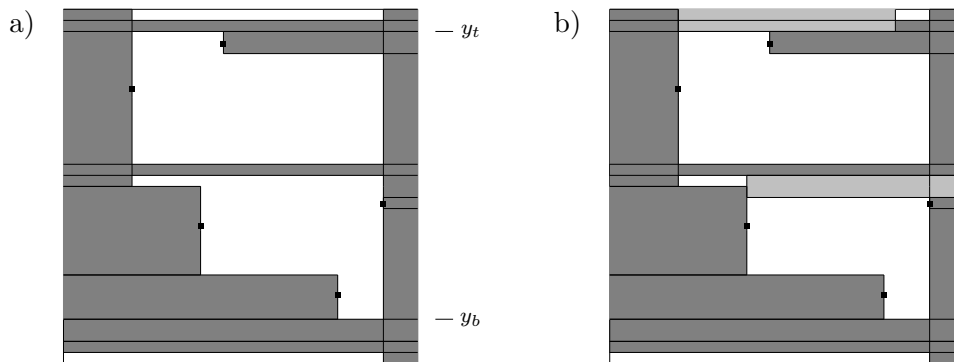 a)
b)
— y_t
— y_b